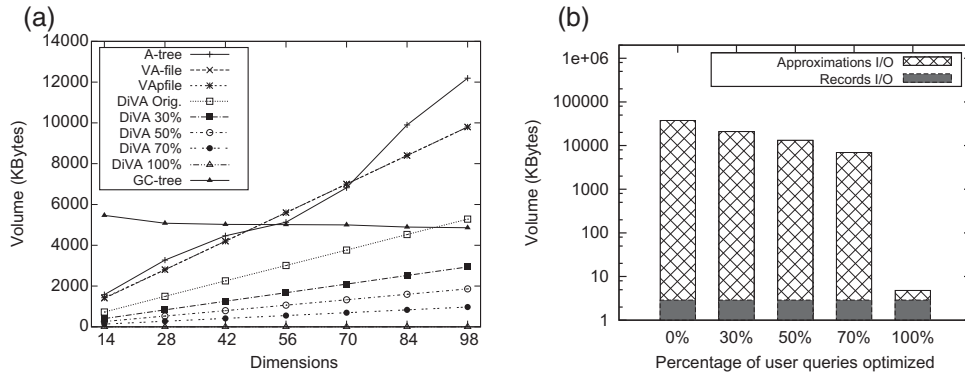 (a)
14000
12000
10000
8000
6000
4000
2000
0
Volume (KBytes)
A-tree
VA-file
VApfile
DiVA Orig.
DiVA 30%
DiVA 50%
DiVA 70%
DiVA 100%
GC-tree
14 28 42 56 70 84 98
Dimensions
(b)
1e+06
100000
10000
1000
100
10
1
Volume (KBytes)
Approximations I/O
Records I/O
0% 30% 50% 70% 100%
Percentage of user queries optimized